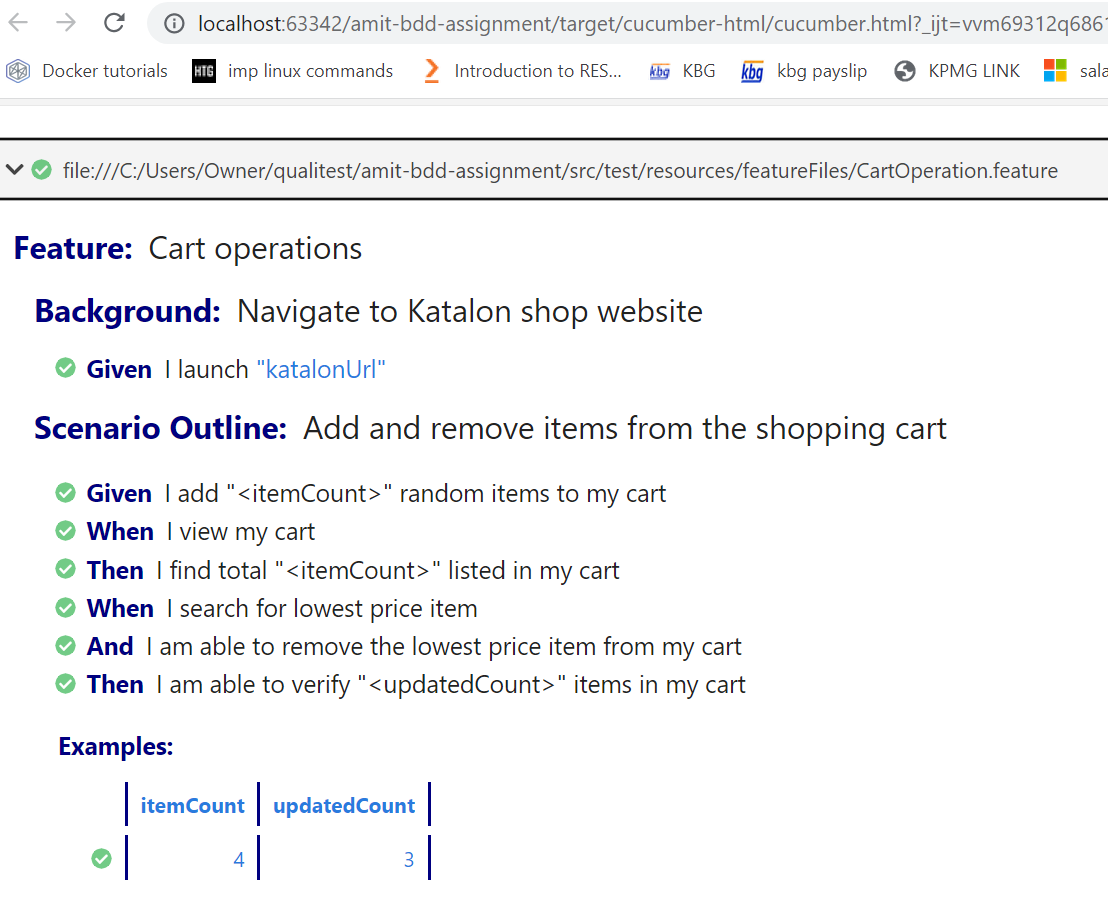 localhost:63342/amit-bdd-assignment/target/cucumber-html/cucumber.html?_ijt=vvm69312q686
Docker tutorials HTG imp linux commands Introduction to RES... kbg KBG kbg kbg payslip KPMG LINK sala
file:///C:/Users/Owner/qualitest/amit-bdd-assignment/src/test/resources/featureFiles/CartOperation.feature
Feature: Cart operations
Background: Navigate to Katalon shop website
Given I launch "katalonUrl"
Scenario Outline: Add and remove items from the shopping cart
Given I add "<itemCount>" random items to my cart
When I view my cart
Then I find total "<itemCount>" listed in my cart
When I search for lowest price item
And I am able to remove the lowest price item from my cart
Then I am able to verify "<updatedCount>" items in my cart
Examples:
itemCount updatedCount
4 3